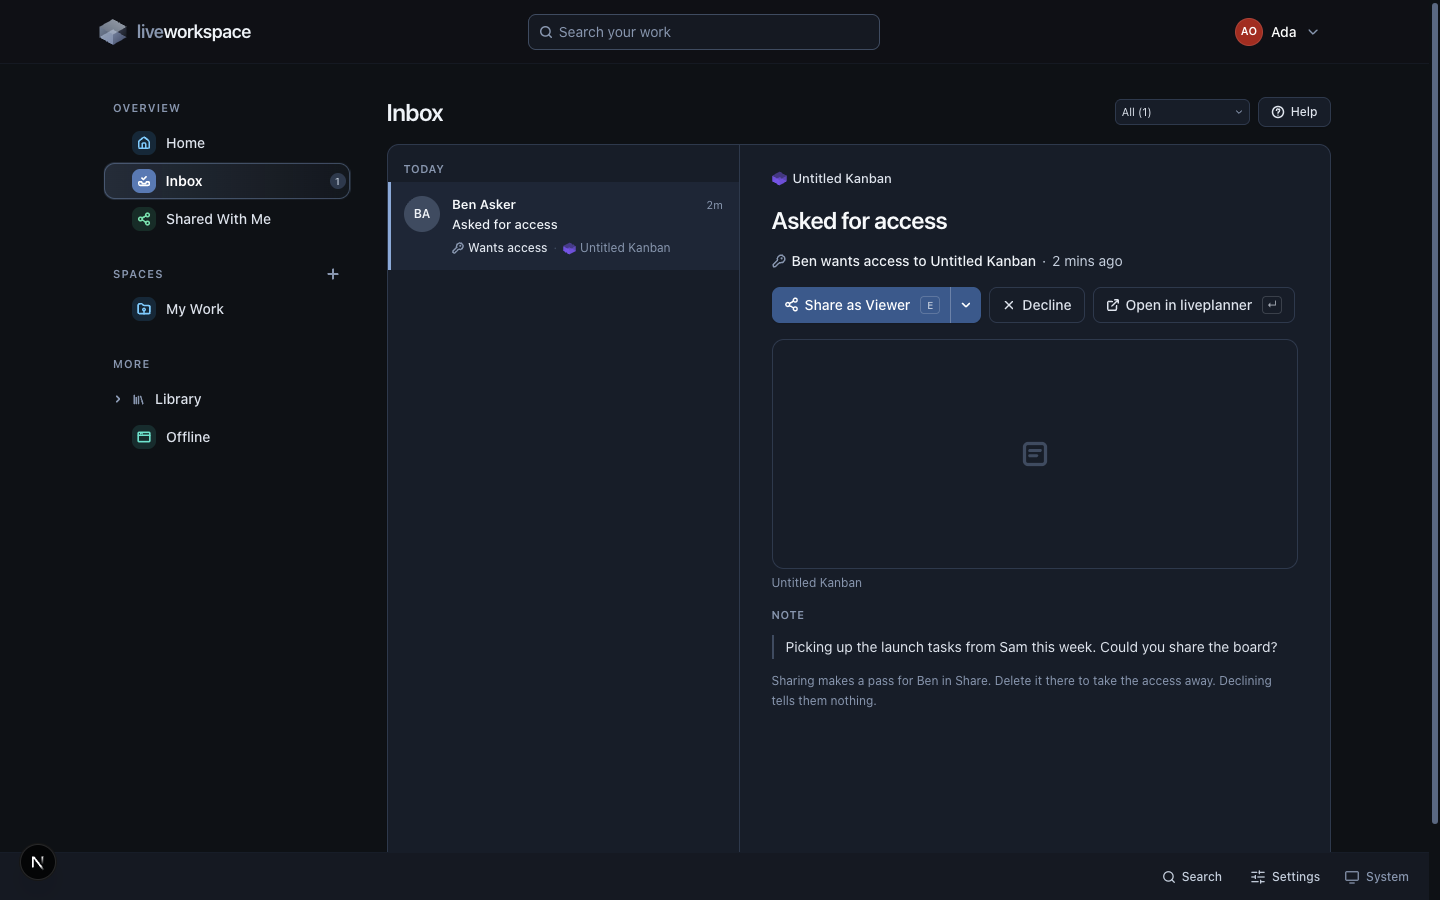 liveworkspace
Search your work
AO
Ada
OVERVIEW
Home
Inbox
1
Shared With Me
SPACES
My Work
MORE
Library
Offline
Inbox
All (1)
Help
TODAY
BA
Ben Asker
2m
Asked for access
Wants access · Untitled Kanban
Untitled Kanban
Asked for access
Ben wants access to Untitled Kanban · 2 mins ago
Share as Viewer E
Decline
Open in liveplanner ↵
Untitled Kanban
NOTE
Picking up the launch tasks from Sam this week. Could you share the board?
Sharing makes a pass for Ben in Share. Delete it there to take the access away. Declining
tells them nothing.
N
Search
Settings
System